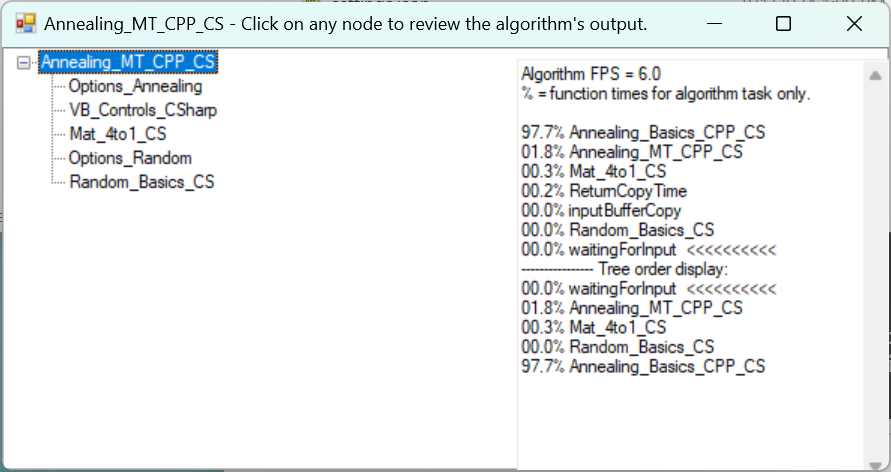 Annealing_MT_CPP_CS - Click on any node to review the algorithm's output.
Annealing_MT_CPP_CS
Options_Annealing
VB_Controls_CSharp
Mat_4to1_CS
Options_Random
Random_Basics_CS
Algorithm FPS = 6.0
% = function times for algorithm task only.
97.7% Annealing_Basics_CPP_CS
01.8% Annealing_MT_CPP_CS
00.3% Mat_4to1_CS
00.2% ReturnCopyTime
00.0% inputBufferCopy
00.0% Random_Basics_CS
00.0% waitingForInput <<<<<<<<<<
---------------- Tree order display:
00.0% waitingForInput <<<<<<<<<<
01.8% Annealing_MT_CPP_CS
00.3% Mat_4to1_CS
00.0% Random_Basics_CS
97.7% Annealing_Basics_CPP_CS